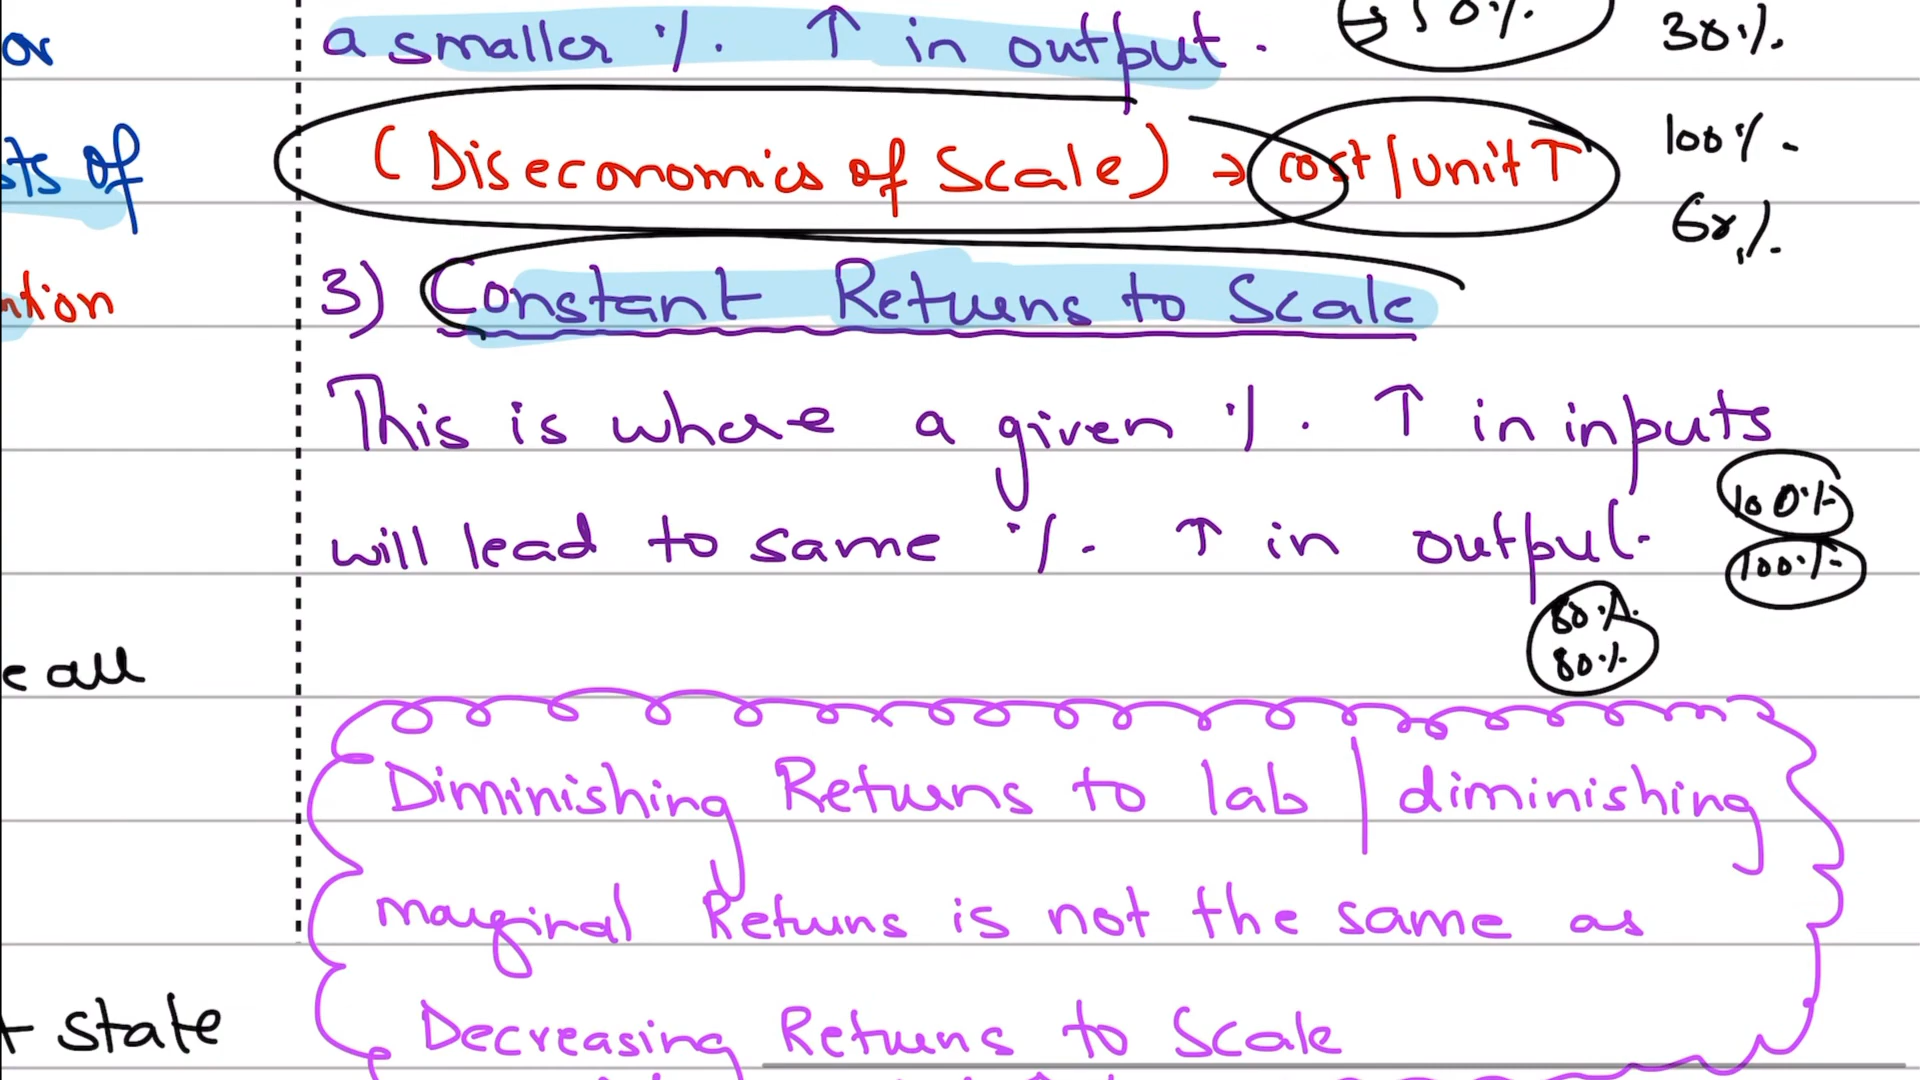 or
sts of
ntion
e all
state
a smaller %. ↑ in output.
(Diseconomics of Scale) → cost/unit ↑
3) Constant Returns to Scale
This is where a given %. ↑ in inputs
will lead to same %. ↑ in output.
30%.
100%.
60%.
100%
100%
80%.
80%
Diminishing Returns to lab | diminishing
marginal Returns is not the same as
Decreasing Returns to Scale